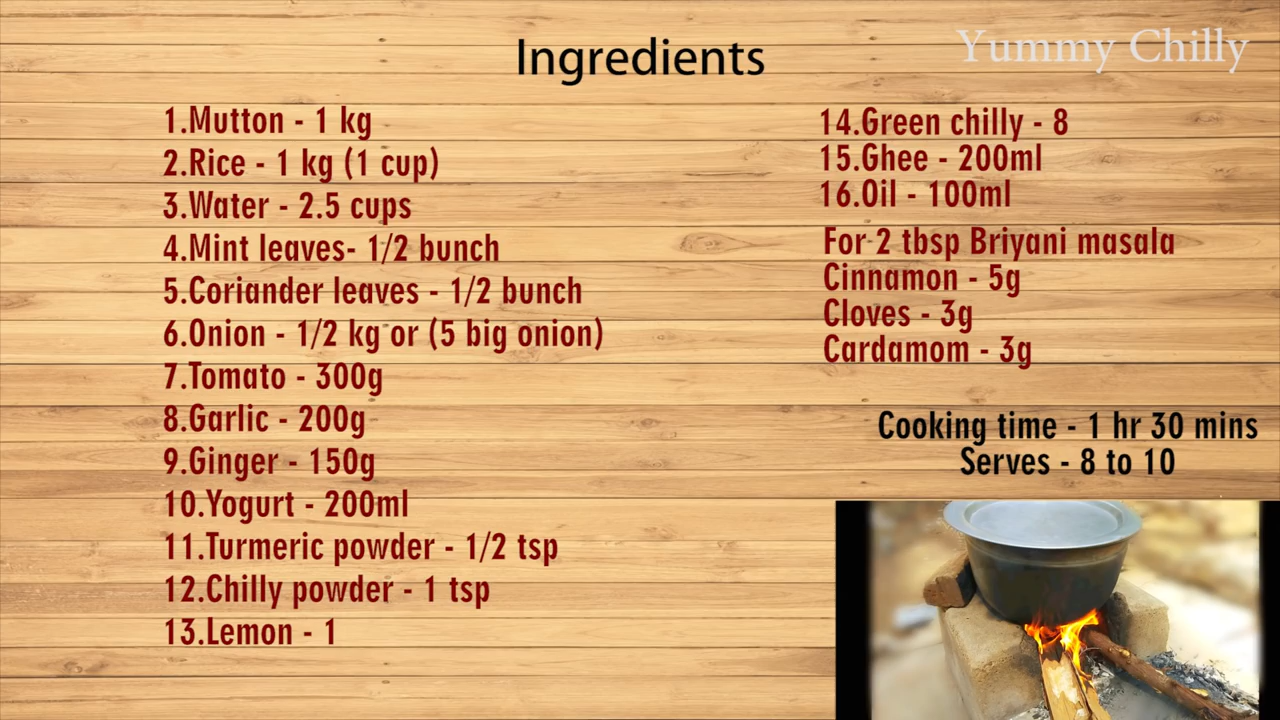 Ingredients
Yummy Chilly
1.Mutton - 1 kg
2.Rice - 1 kg (1 cup)
3.Water - 2.5 cups
4.Mint leaves- 1/2 bunch
5.Coriander leaves - 1/2 bunch
6.Onion - 1/2 kg or (5 big onion)
7.Tomato - 300g
8.Garlic - 200g
9.Ginger - 150g
10.Yogurt - 200ml
11.Turmeric powder - 1/2 tsp
12.Chilly powder - 1 tsp
13.Lemon - 1
14.Green chilly - 8
15.Ghee - 200ml
16.Oil - 100ml
For 2 tbsp Briyani masala
Cinnamon - 5g
Cloves - 3g
Cardamom - 3g
Cooking time - 1 hr 30 mins
Serves - 8 to 10